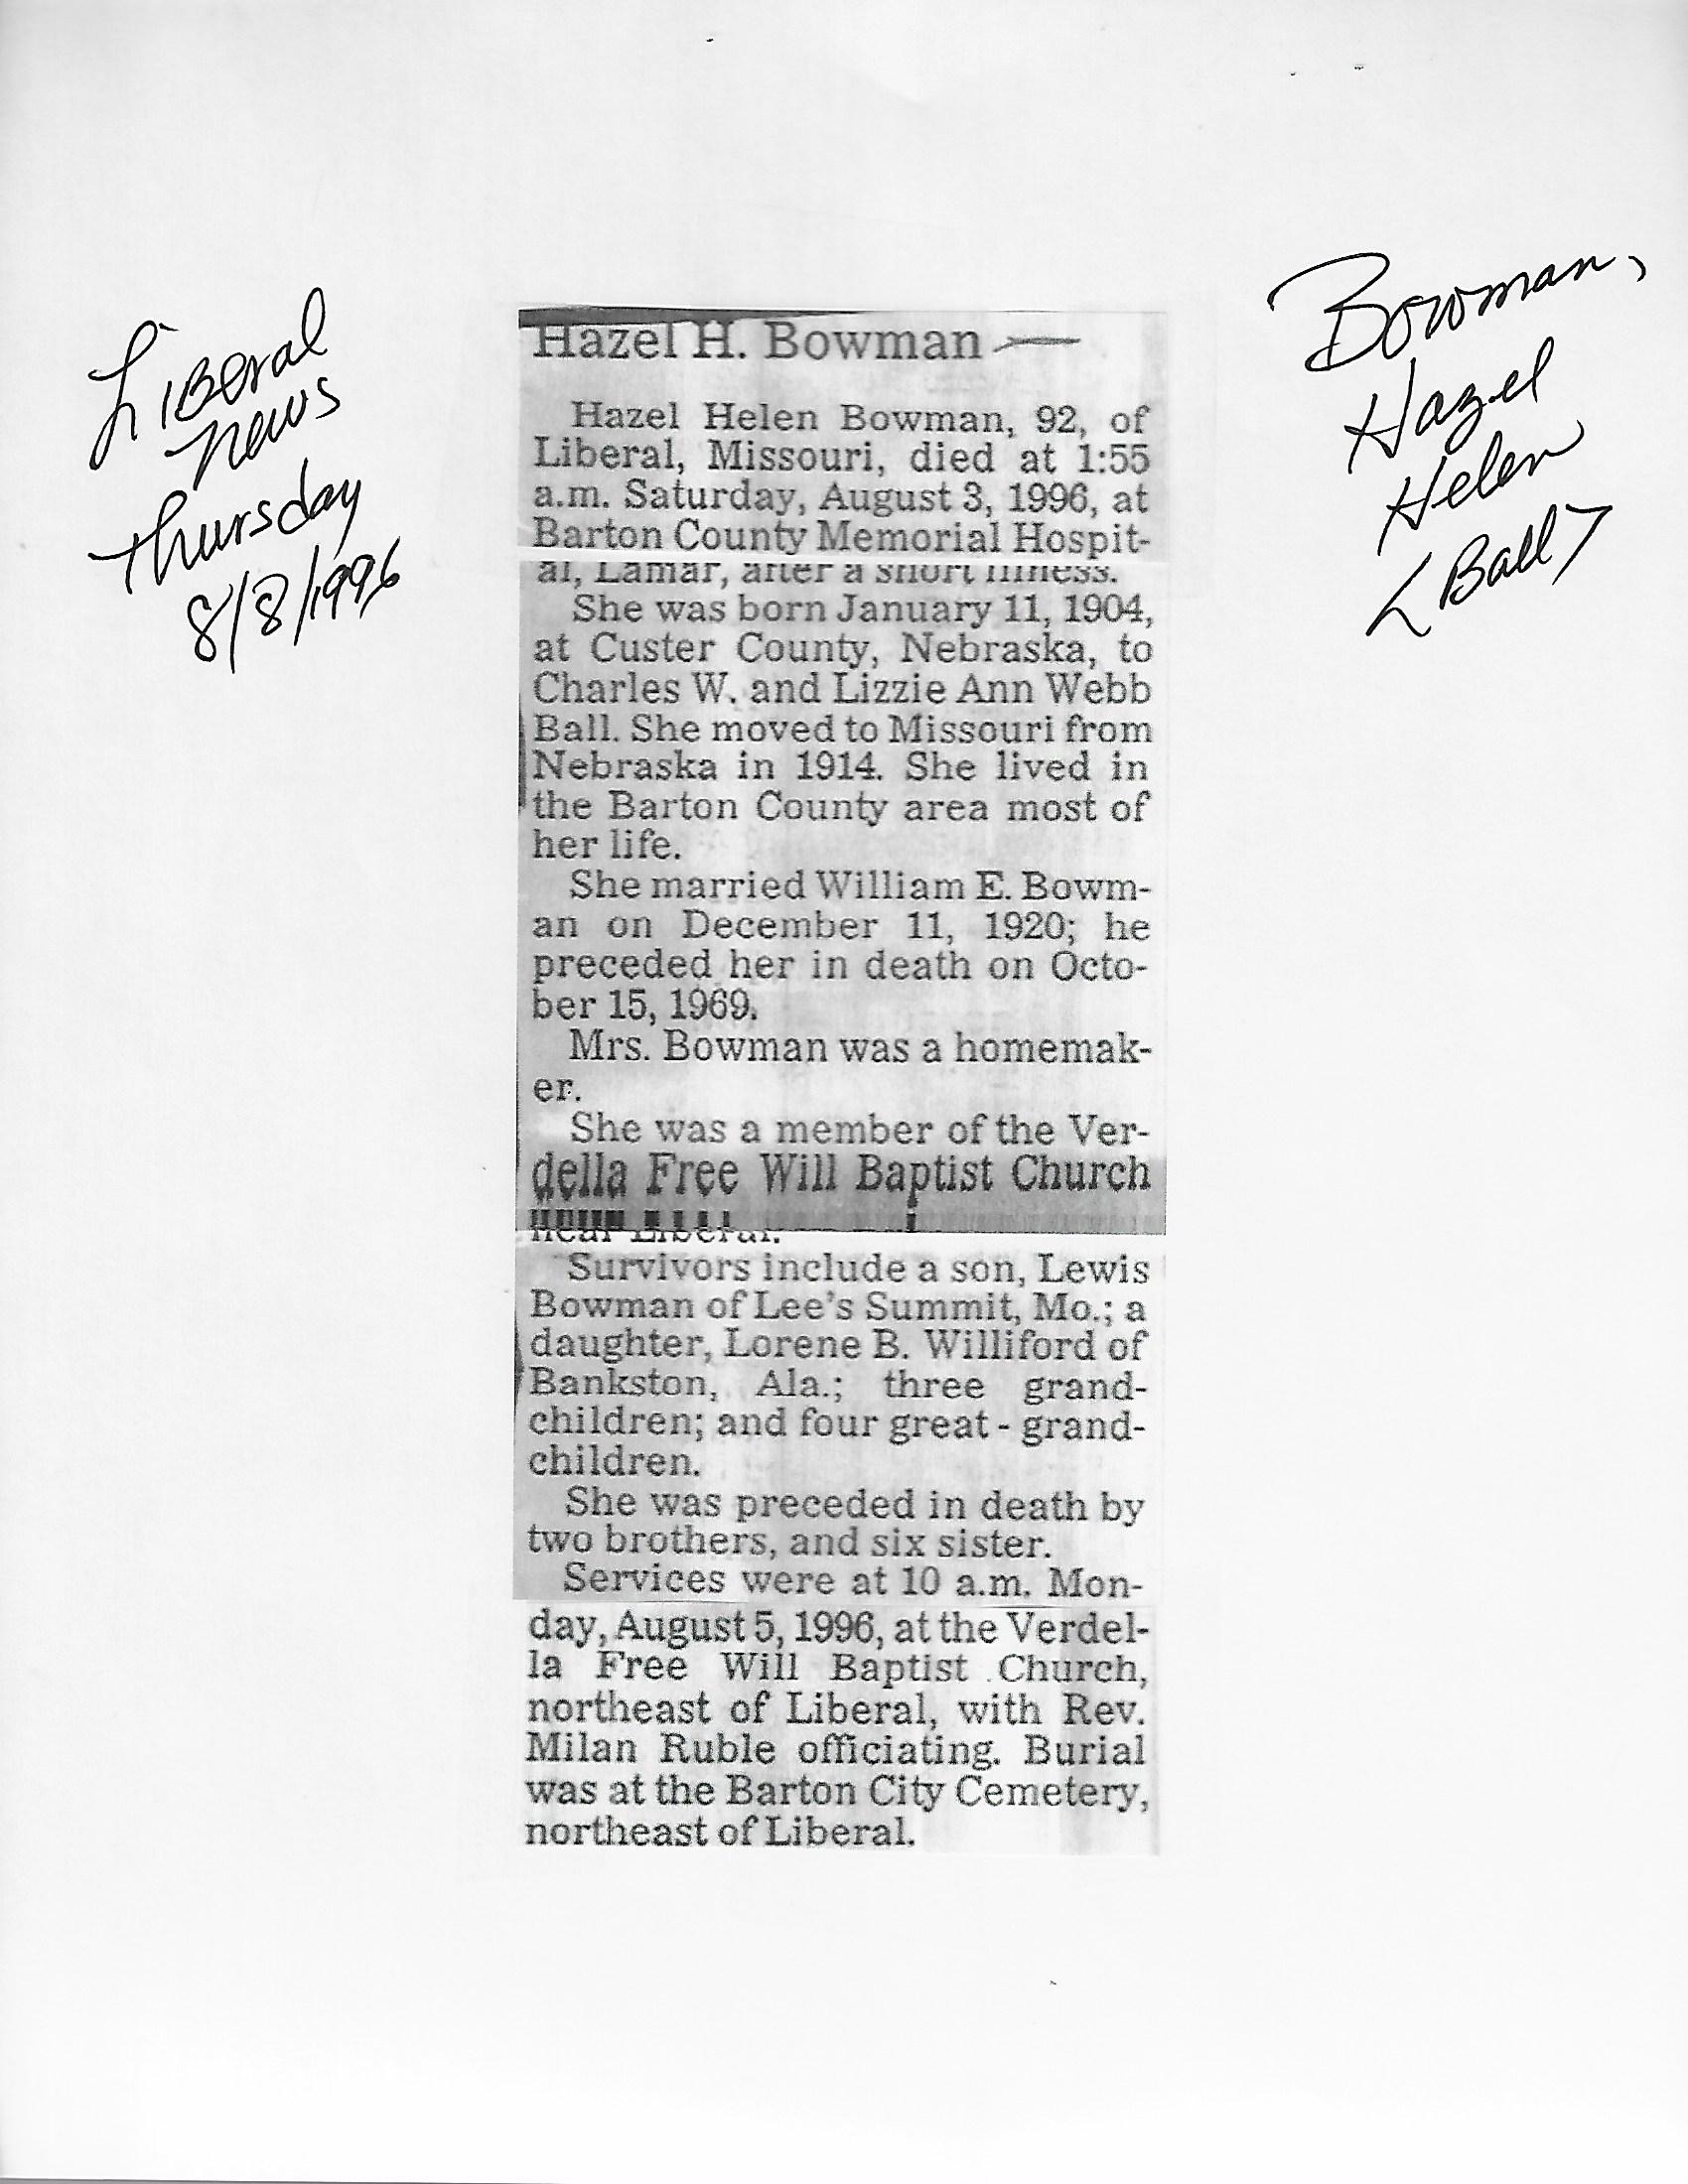 Liberal
News
Thursday
8/8/1996
Bowman,
Hazel
Helen
<Ball>
Hazel H. Bowman
Hazel Helen Bowman, 92, of
Liberal, Missouri, died at 1:55
a.m. Saturday, August 3, 1996, at
Barton County Memorial Hospit-
al, Lamar, after a short illness.
She was born January 11, 1904,
at Custer County, Nebraska, to
Charles W. and Lizzie Ann Webb
Ball. She moved to Missouri from
Nebraska in 1914. She lived in
the Barton County area most of
her life.
She married William E. Bowm-
an on December 11, 1920; he
preceded her in death on Octo-
ber 15, 1969.
Mrs. Bowman was a homemak-
er.
She was a member of the Ver-
della Free Will Baptist Church
near Liberal.
Survivors include a son, Lewis
Bowman of Lee's Summit, Mo.; a
daughter, Lorene B. Williford of
Bankston, Ala.; three grand-
children; and four great - grand-
children.
She was preceded in death by
two brothers, and six sister.
Services were at 10 a.m. Mon-
day, August 5, 1996, at the Verdel-
la Free Will Baptist Church,
northeast of Liberal, with Rev.
Milan Ruble officiating. Burial
was at the Barton City Cemetery,
northeast of Liberal.